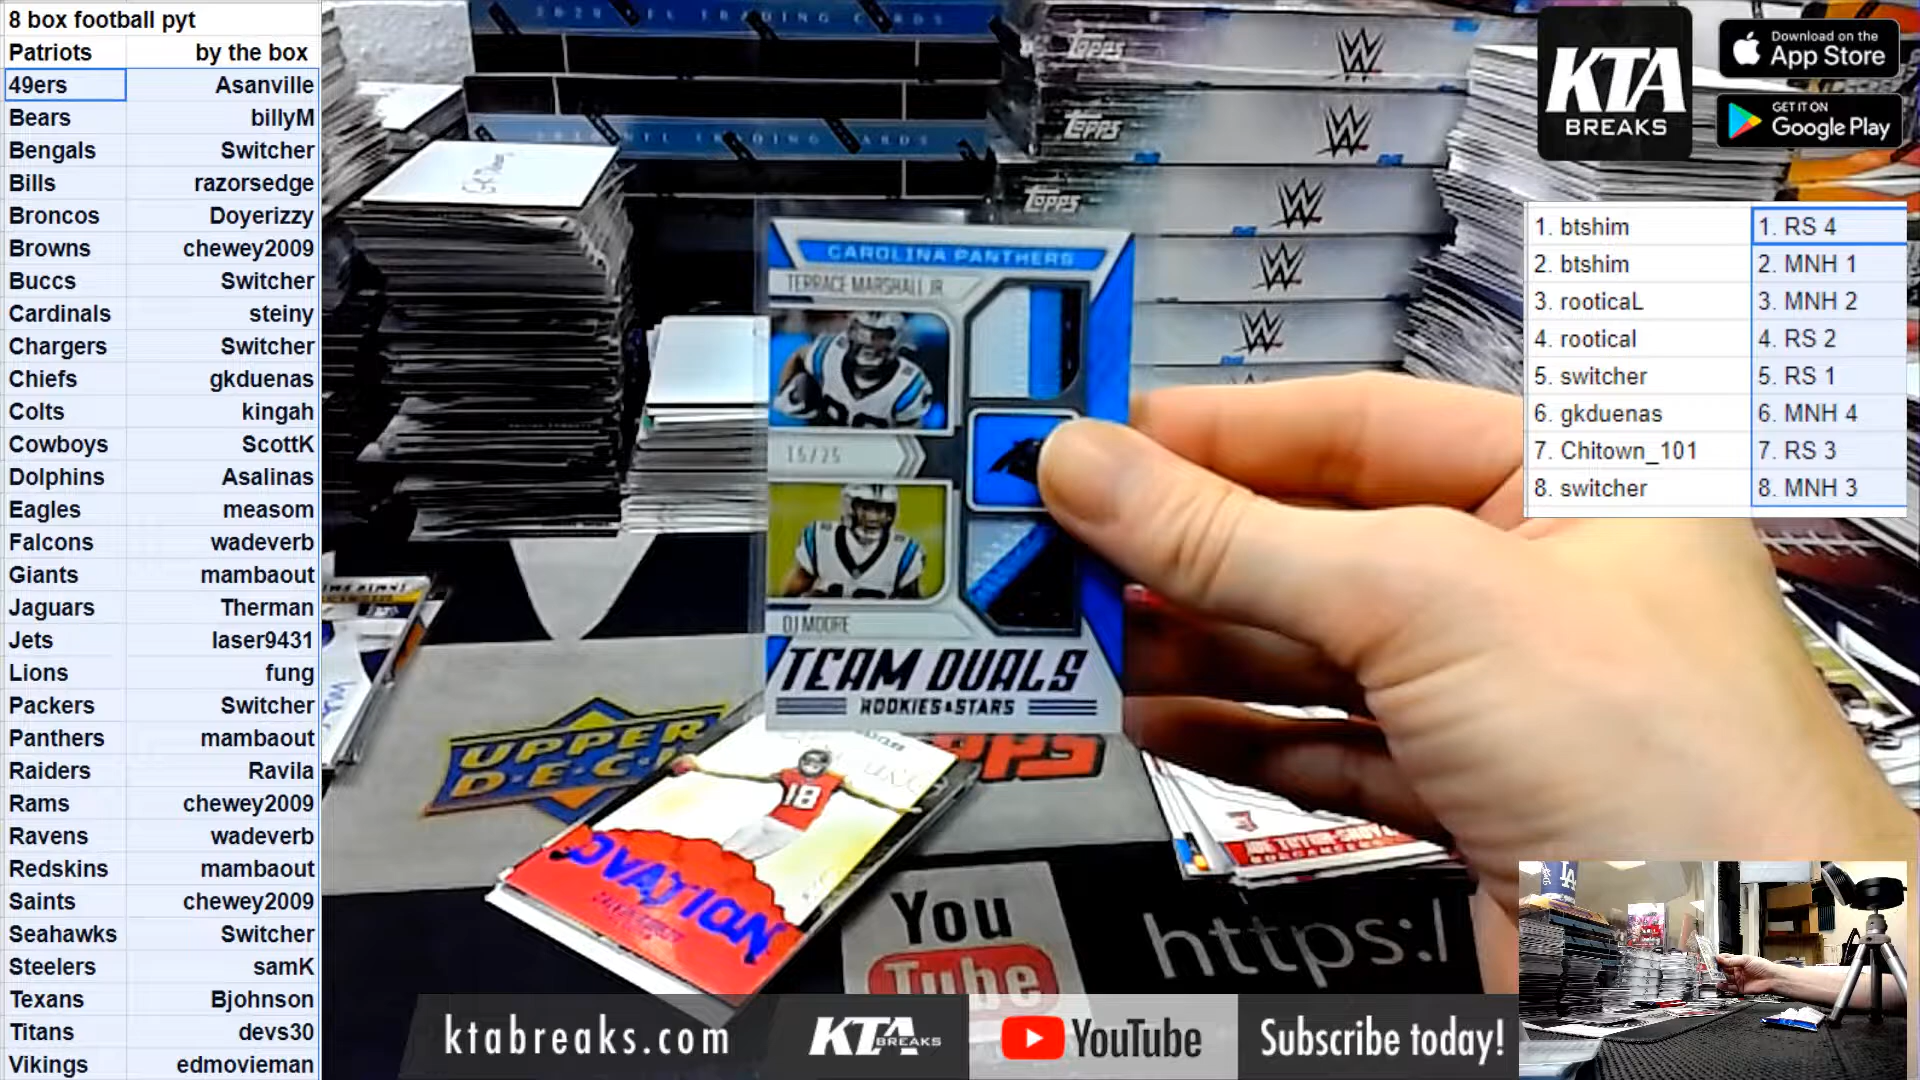 8 box football pyt
Patriots by the box
49ers Asanville
Bears billyM
Bengals Switcher
Bills razorsedge
Broncos Doyerizzy
Browns chewey2009
Buccs Switcher
Cardinals steiny
Chargers Switcher
Chiefs gkduenas
Colts kingah
Cowboys ScottK
Dolphins Asalinas
Eagles measom
Falcons wadeverb
Giants mambaout
Jaguars Therman
Jets laser9431
Lions fung
Packers Switcher
Panthers mambaout
Raiders Ravila
Rams chewey2009
Ravens wadeverb
Redskins mambaout
Saints chewey2009
Seahawks Switcher
Steelers samK
Texans Bjohnson
Titans devs30
Vikings edmovieman
Topps
Topps
Topps
CAROLINA PANTHERS
TERRACE MARSHALL JR
15/25
DJ MOORE
TEAM DUALS
ROOKIES & STARS
UPPER
18
OVATION
You
Tube
https:/
KTA
BREAKS
Download on the
App Store
GET IT ON
Google Play
1. btshim 1. RS 4
2. btshim 2. MNH 1
3. rooticaL 3. MNH 2
4. rootical 4. RS 2
5. switcher 5. RS 1
6. gkduenas 6. MNH 4
7. Chitown_101 7. RS 3
8. switcher 8. MNH 3
LA
ktabreaks.com
KTA
BREAKS
YouTube
Subscribe today!